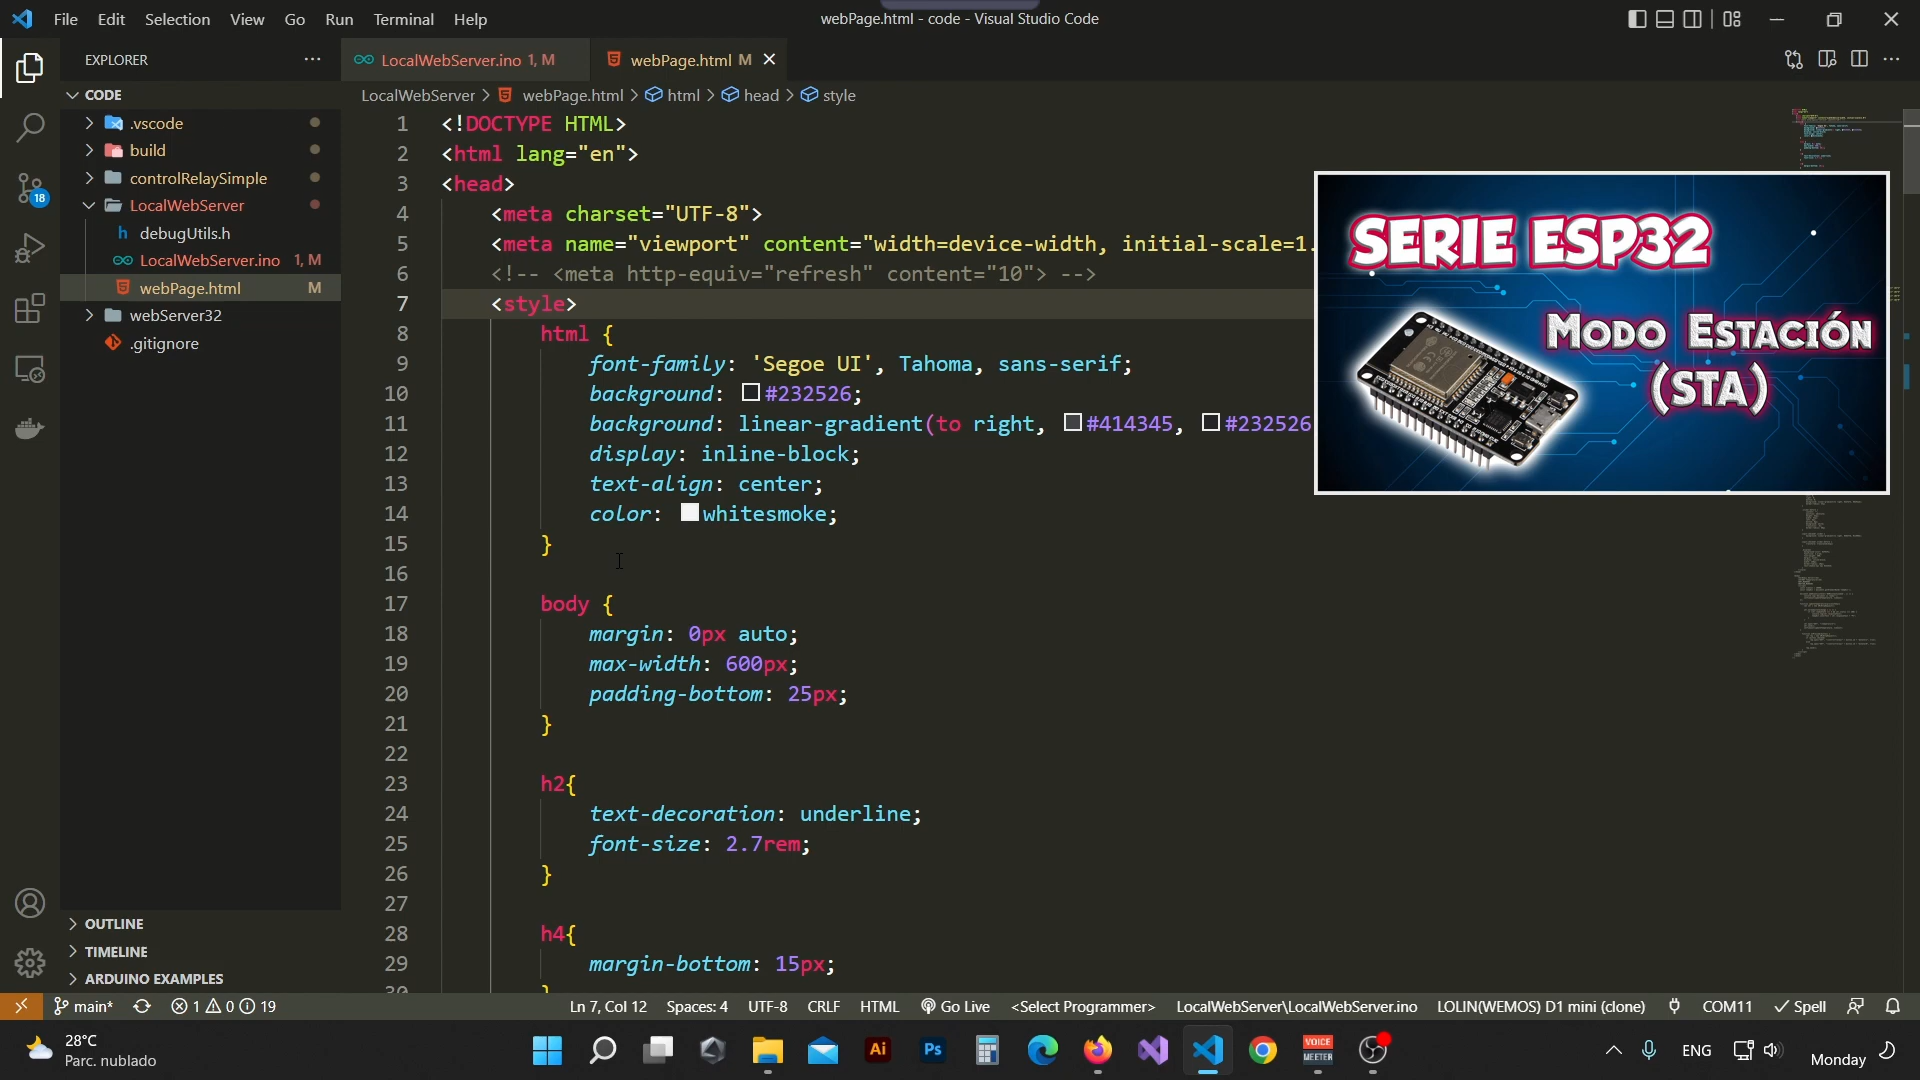 File Edit Selection View Go Run Terminal Help
webPage.html - code - Visual Studio Code
EXPLORER
LocalWebServer.ino 1, M
webPage.html M
CODE
.vscode
build
controlRelaySimple
LocalWebServer
debugUtils.h
LocalWebServer.ino 1, M
webPage.html M
webServer32
.gitignore
OUTLINE
TIMELINE
ARDUINO EXAMPLES
LocalWebServer > webPage.html > html > head > style
1 <!DOCTYPE HTML>
2 <html lang="en">
3 <head>
4 <meta charset="UTF-8">
5 <meta name="viewport" content="width=device-width, initial-scale=1.
6 <!-- <meta http-equiv="refresh" content="10"> -->
7 <style>
8 html {
9 font-family: 'Segoe UI', Tahoma, sans-serif;
10 background: #232526;
11 background: linear-gradient(to right, #414345, #232526
12 display: inline-block;
13 text-align: center;
14 color: whitesmoke;
15 }
16
17 body {
18 margin: 0px auto;
19 max-width: 600px;
20 padding-bottom: 25px;
21 }
22
23 h2{
24 text-decoration: underline;
25 font-size: 2.7rem;
26 }
27
28 h4{
29 margin-bottom: 15px;
30 }
SERIE ESP32
Modo Estación
(STA)
18
main* 1 0 19
Ln 7, Col 12 Spaces: 4 UTF-8 CRLF HTML Go Live <Select Programmer> LocalWebServer\LocalWebServer.ino LOLIN(WEMOS) D1 mini (clone) COM11 Spell
28°C
Parc. nublado
Ai
Ps
VOICE
MEETER
ENG
Monday